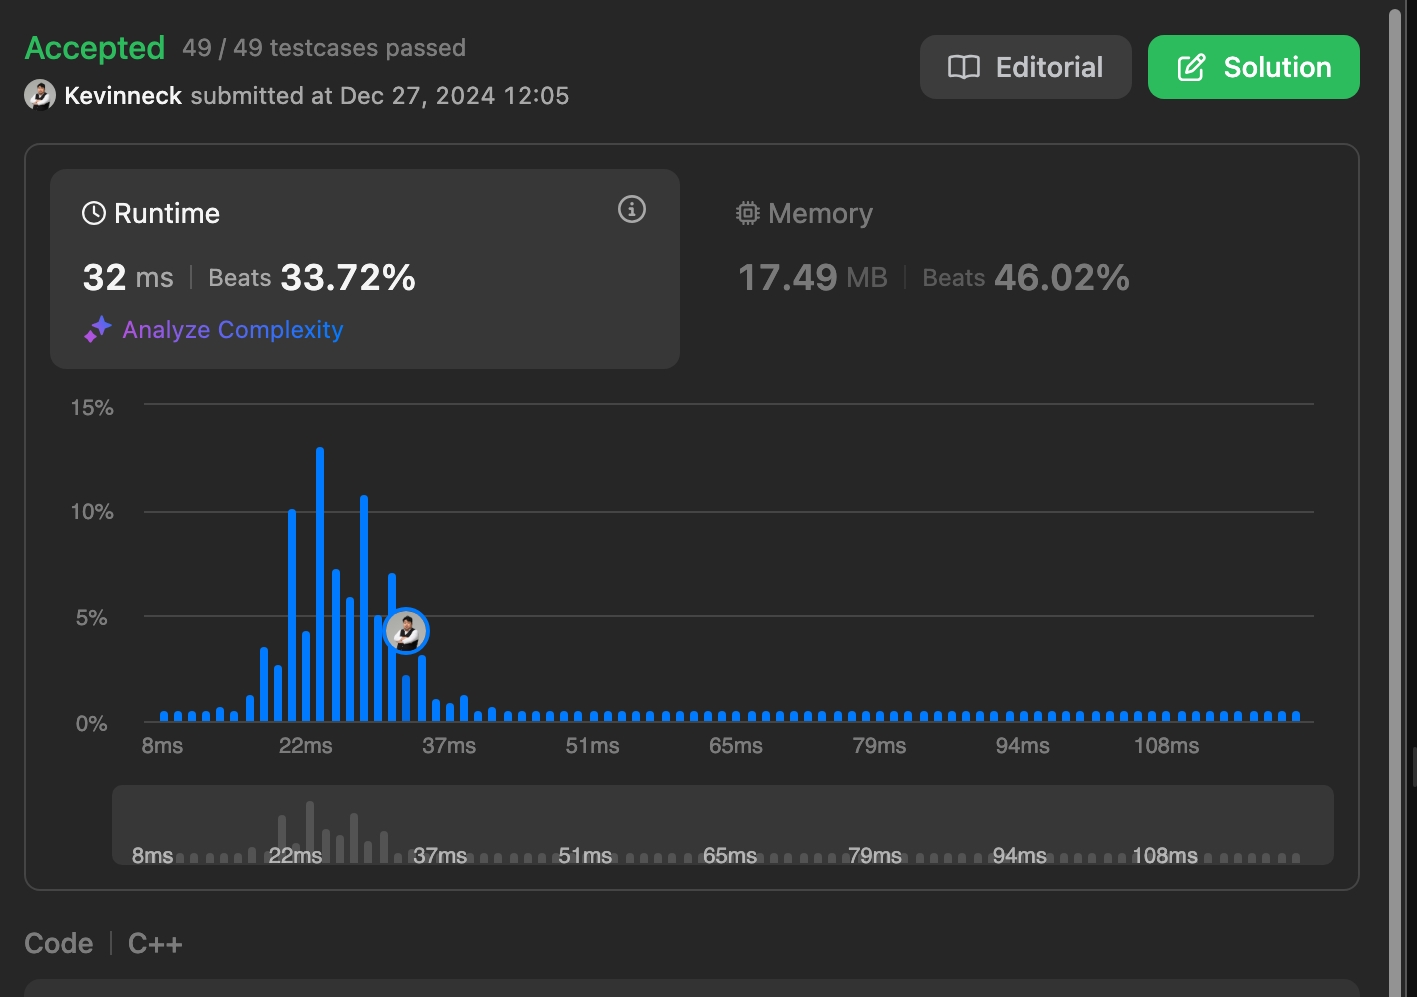 Accepted 49 / 49 testcases passed
Kevinneck submitted at Dec 27, 2024 12:05
Editorial
Solution
Runtime
32 ms | Beats 33.72%
Analyze Complexity
Memory
17.49 MB | Beats 46.02%
15%
10%
5%
0%
8ms 22ms 37ms 51ms 65ms 79ms 94ms 108ms
8ms 22ms 37ms 51ms 65ms 79ms 94ms 108ms
Code | C++